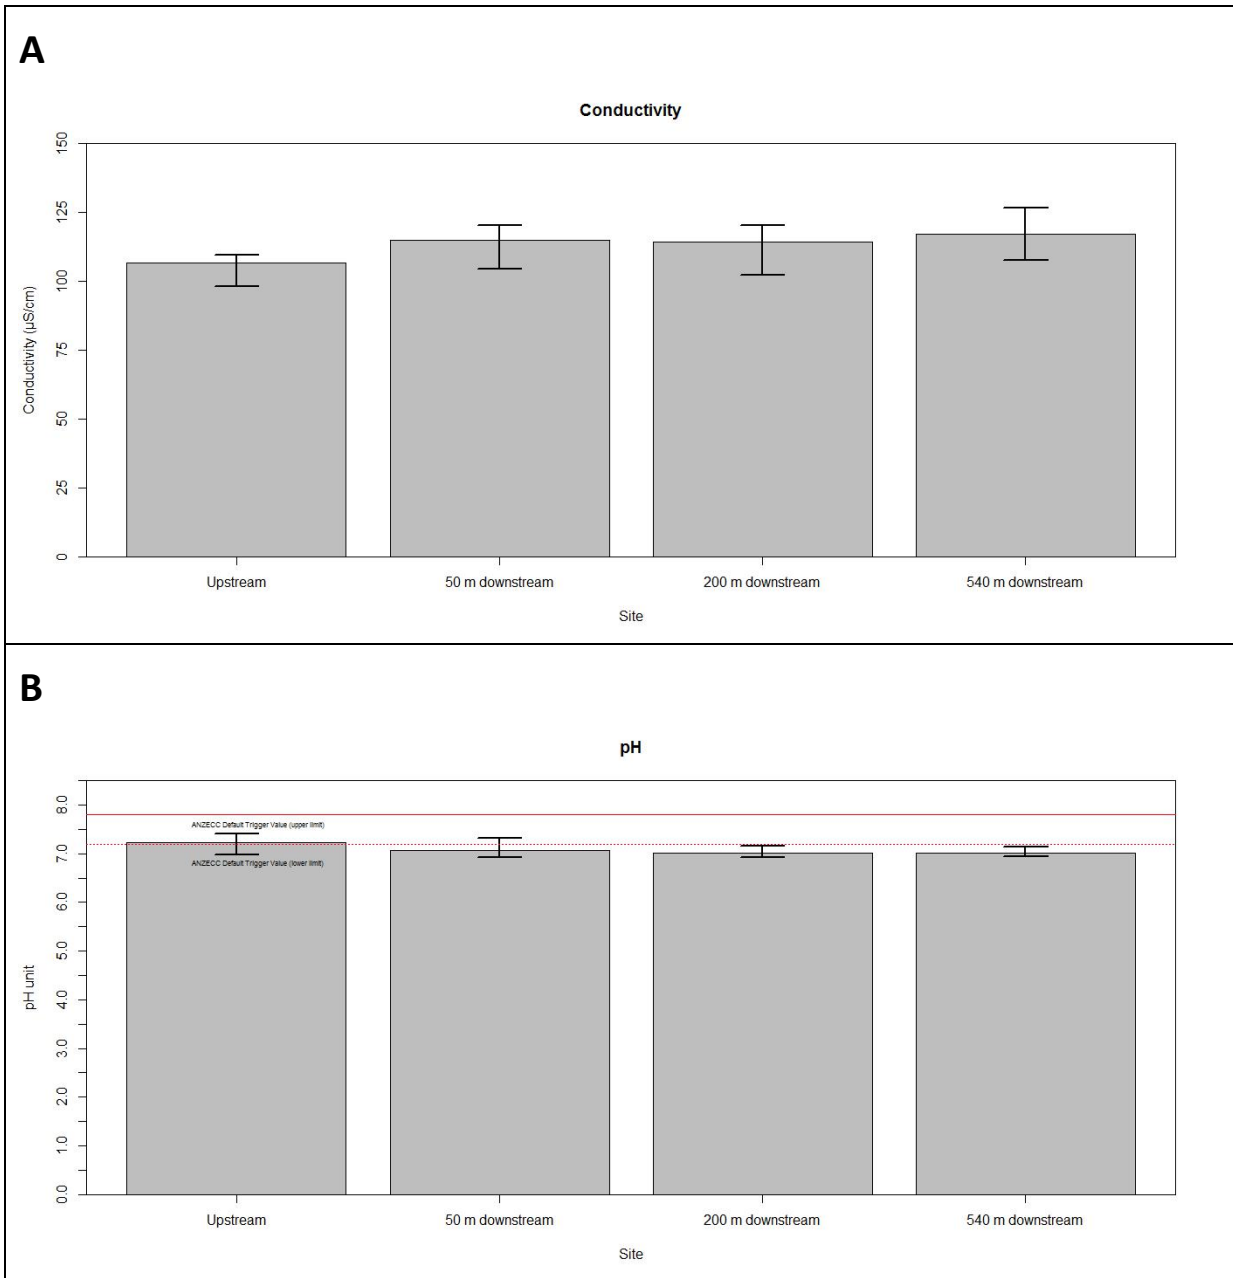 A
Conductivity
Conductivity (µS/cm)
150
125
100
75
50
25
0
Upstream 50 m downstream 200 m downstream 540 m downstream
Site
B
pH
pH unit
8.0
7.0
6.0
5.0
4.0
3.0
2.0
1.0
0.0
ANZECC Default Trigger Value (upper limit)
ANZECC Default Trigger Value (lower limit)
Upstream 50 m downstream 200 m downstream 540 m downstream
Site